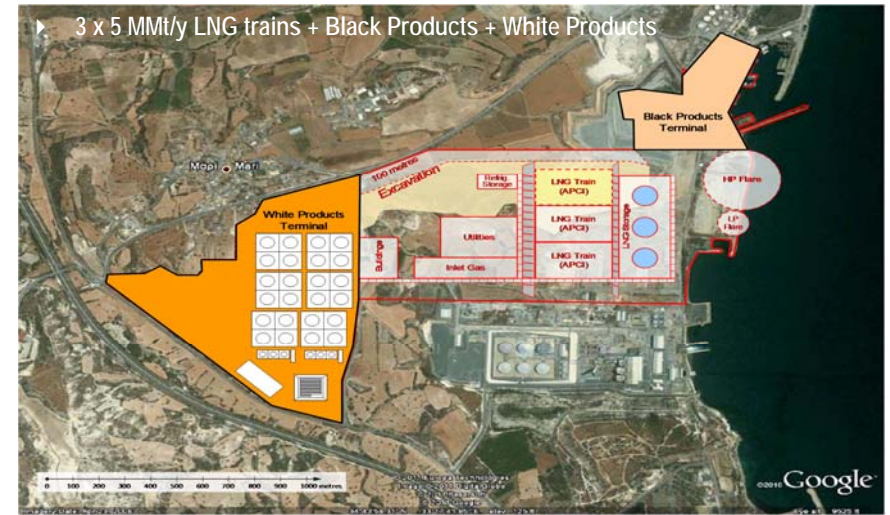 3 x 5 MMt/y LNG trains + Black Products + White Products
Black Products
Terminal
Μαρί Mari
100 metres
Excavation
Refrig.
Storage
LNG Train
(APCI)
HP Flare
LNG Train
(APCI)
LNG Storage
LP
Flare
White Products
Terminal
Utilities
Buildings
Inlet Gas
LNG Train
(APCI)
0 100 200 300 400 500 600 700 800 900 1000 metres
©2010 Google